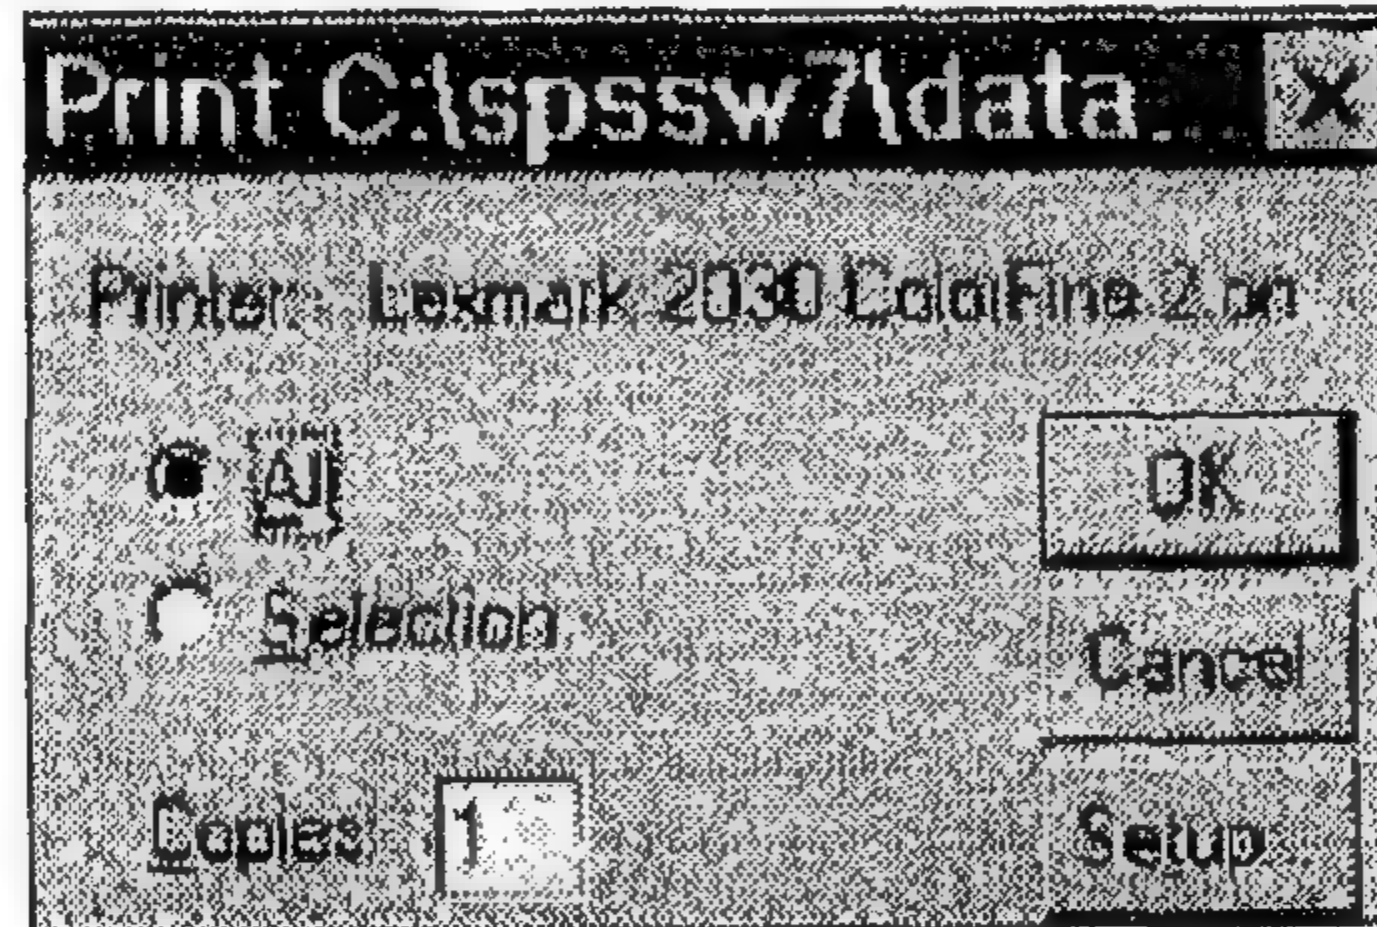 Print C:\spssw7\data.
Printer: Lexmark 2030 ColorFine 2 on
All
OK
Selection
Cancel
Copies: 1
Setup